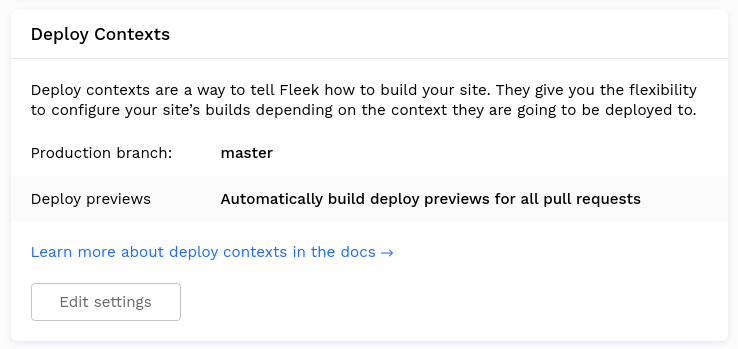 Deploy Contexts
Deploy contexts are a way to tell Fleek how to build your site. They give you the flexibility
to configure your site’s builds depending on the context they are going to be deployed to.
Production branch: master
Deploy previews Automatically build deploy previews for all pull requests
Learn more about deploy contexts in the docs →
Edit settings